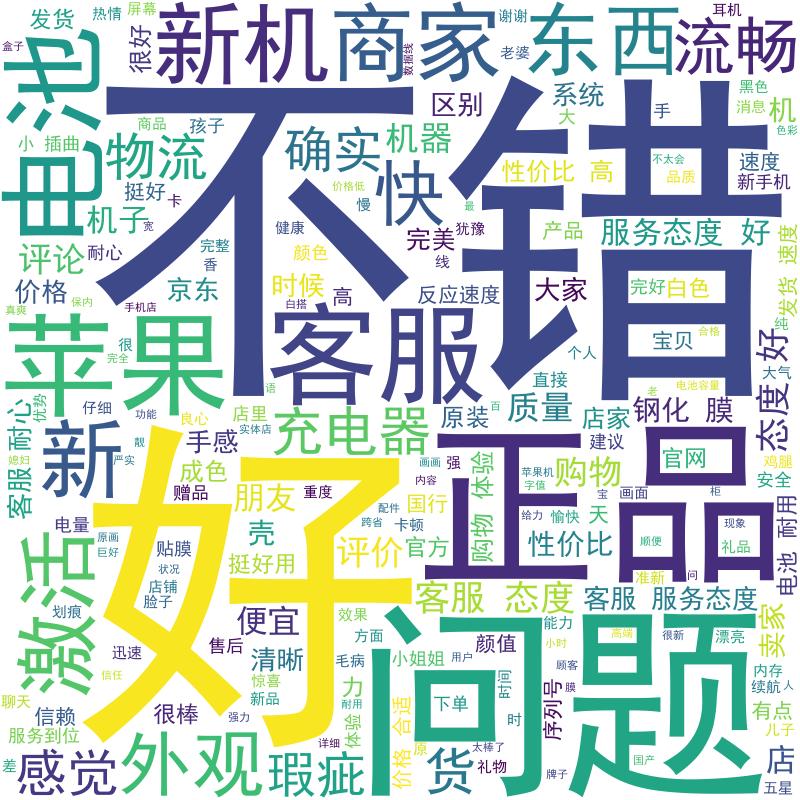 发货
热情
屏幕
盒子
很好
新机
数据线
商家
谢谢
老婆
东西
耳机
流畅
电池
商品
孩子
小 插曲
物流
挺好
卡
机子
宽
不错
确实
机器
区别
快
系统
大
手
黑色
消息
机
色彩
性价比 高
不太会
品质
速度
新手机
价格低
慢
最
健康
完美
犹豫
线
产品
服务态度 好
评论
耐心
完整
香
颜色
价格
京东
时候
高
反应速度
大家
完好
白色
发货 速度
真爽
保内
手机店
白搭
苹果
很
完全
客服
宝贝
合格
纯
个人
大气
态度 好
语
直接
电池容量
老
优势
仔细
功能
良心
店里
百
质量
钢化 膜
客服 耐心
新
靓
实体店
充电器
原装
店家
建议
手感
媳妇
严实
成色
赠品
画画
强
内容
体验
购物
苹果机
字值
购物 体验
官网
鸡腿
安全
好
朋友
重度
国行
配件
跨省
卡顿
宝
画面
柜
给力
愉快
天
正品
现象
礼品
顺便
电池 耐用
电量
原画
巨好
贴膜
状况
壳
挺好用
评价
官方
性价比
准新
问
激活
店铺
脸子
划痕
客服 态度
客服 服务态度
便宜
效果
能力
小时
高端
很新
漂亮
卖家
迅速
售后
清晰
方面
毛病
小姐姐
颜值
用户
顾客
内存
续航
人
信任
惊喜
新品
力
时间
下单
序列号
膜
问题
聊天
信赖
很棒
强力
耐用
体验
价格 合适
原
时
有点
儿子
服务到位
差
感觉
外观
详细
瑕疵
货
太棒了
礼物
牌子
国产
店
五星